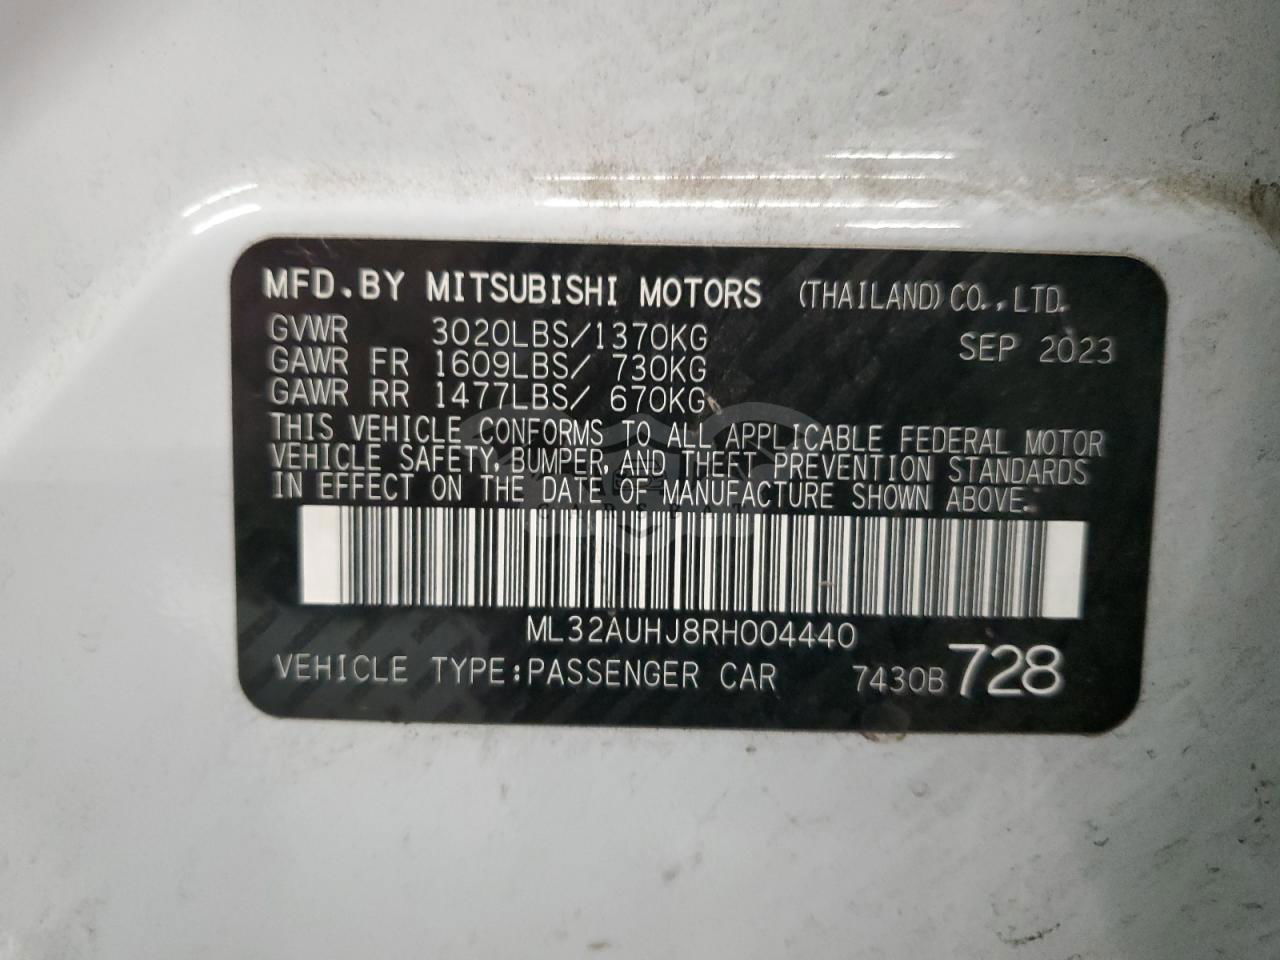 MFD.BY MITSUBISHI MOTORS (THAILAND) CO.,LTD.
GVWR 3020LBS/1370KG SEP 2023
GAWR FR 1609LBS/ 730KG
GAWR RR 1477LBS/ 670KG
THIS VEHICLE CONFORMS TO ALL APPLICABLE FEDERAL MOTOR
VEHICLE SAFETY, BUMPER, AND THEFT PREVENTION STANDARDS
IN EFFECT ON THE DATE OF MANUFACTURE SHOWN ABOVE.
ML32AUHJ8RH004440
VEHICLE TYPE:PASSENGER CAR 7430B 728